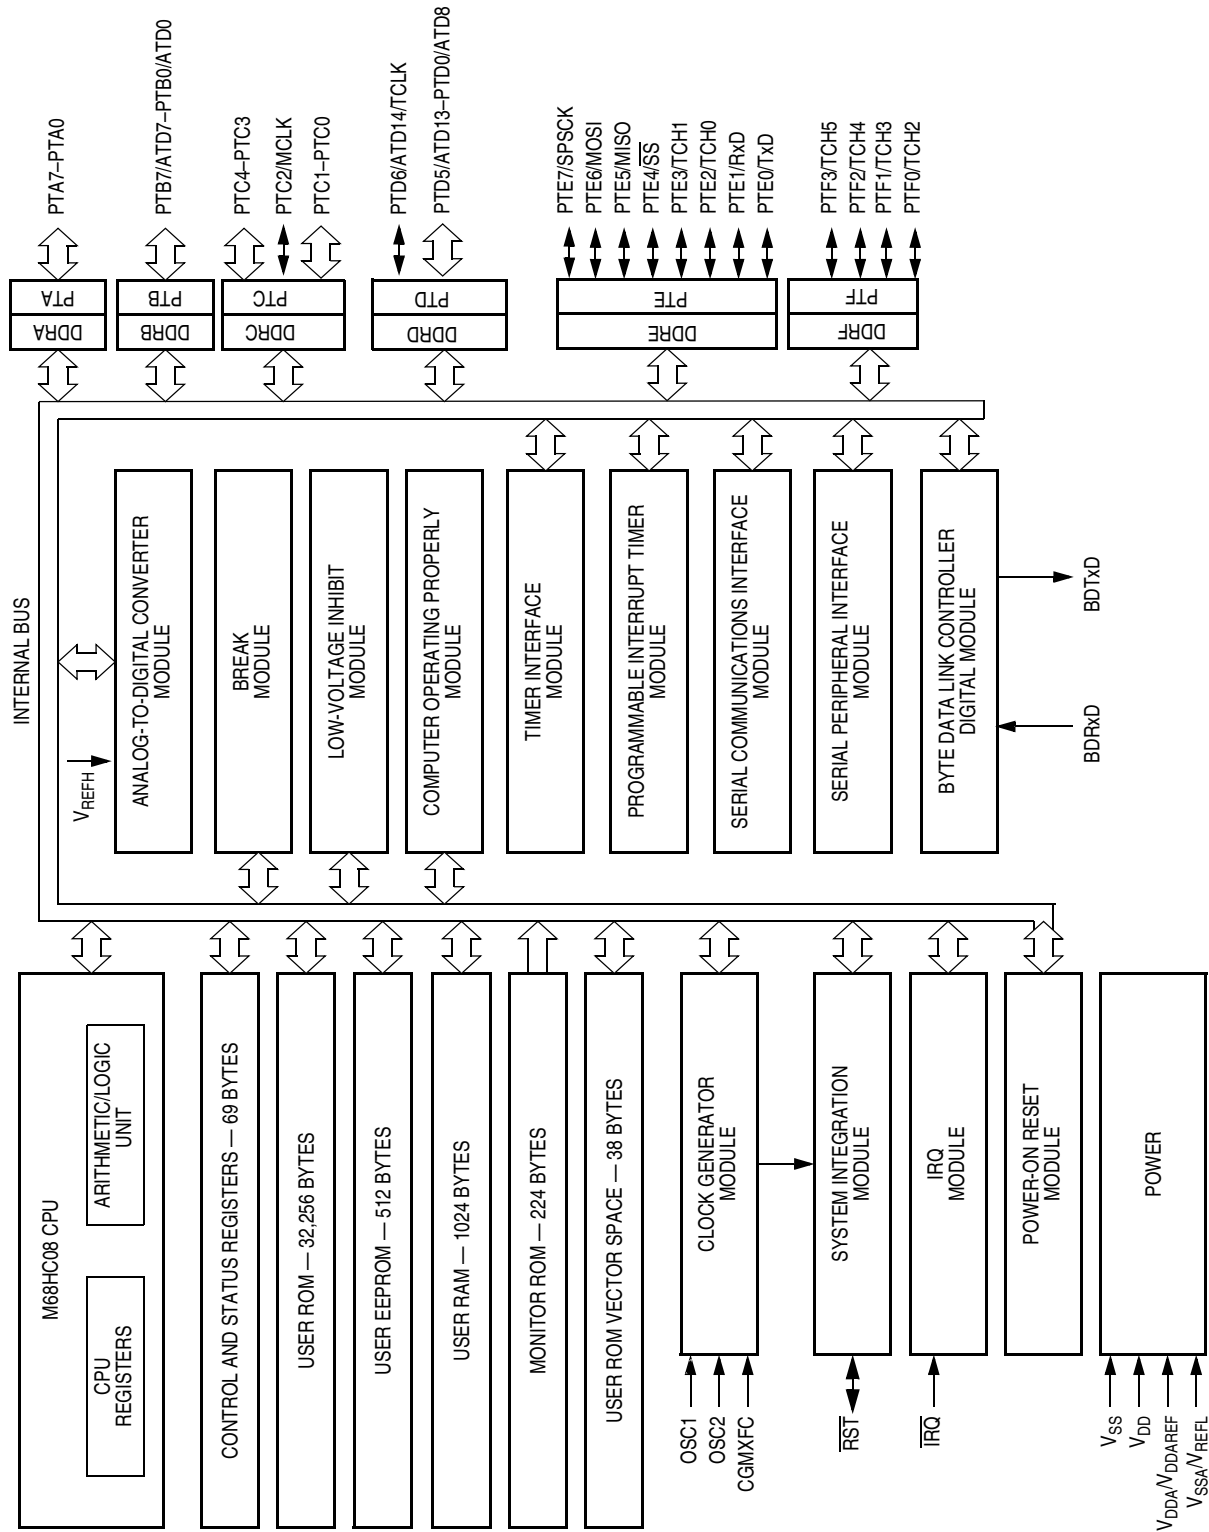 M68HC08 CPU
CPU
REGISTERS
ARITHMETIC/LOGIC
UNIT
CONTROL AND STATUS REGISTERS — 69 BYTES
USER ROM — 32,256 BYTES
USER EEPROM — 512 BYTES
USER RAM — 1024 BYTES
MONITOR ROM — 224 BYTES
USER ROM VECTOR SPACE — 38 BYTES
OSC1
OSC2
CGMXFC
CLOCK GENERATOR
MODULE
RST
SYSTEM INTEGRATION
MODULE
IRQ
IRQ
MODULE
POWER-ON RESET
MODULE
VSS
VDD
VDDA/VDDAREF
VSSA/VREFL
POWER
INTERNAL BUS
VREFH
ANALOG-TO-DIGITAL CONVERTER
MODULE
BREAK
MODULE
LOW-VOLTAGE INHIBIT
MODULE
COMPUTER OPERATING PROPERLY
MODULE
TIMER INTERFACE
MODULE
PROGRAMMABLE INTERRUPT TIMER
MODULE
SERIAL COMMUNICATIONS INTERFACE
MODULE
SERIAL PERIPHERAL INTERFACE
MODULE
BYTE DATA LINK CONTROLLER
DIGITAL MODULE
BDRxD
BDTxD
DDRA
PTA
PTA7–PTA0
DDRB
PTB
PTB7/ATD7–PTB0/ATD0
DDRC
PTC
PTC4–PTC3
PTC2/MCLK
PTC1–PTC0
DDRD
PTD
PTD6/ATD14/TCLK
PTD5/ATD13–PTD0/ATD8
DDRE
PTE
PTE7/SPSCK
PTE6/MOSI
PTE5/MISO
PTE4/SS
PTE3/TCH1
PTE2/TCH0
PTE1/RxD
PTE0/TxD
DDRF
PTF
PTF3/TCH5
PTF2/TCH4
PTF1/TCH3
PTF0/TCH2